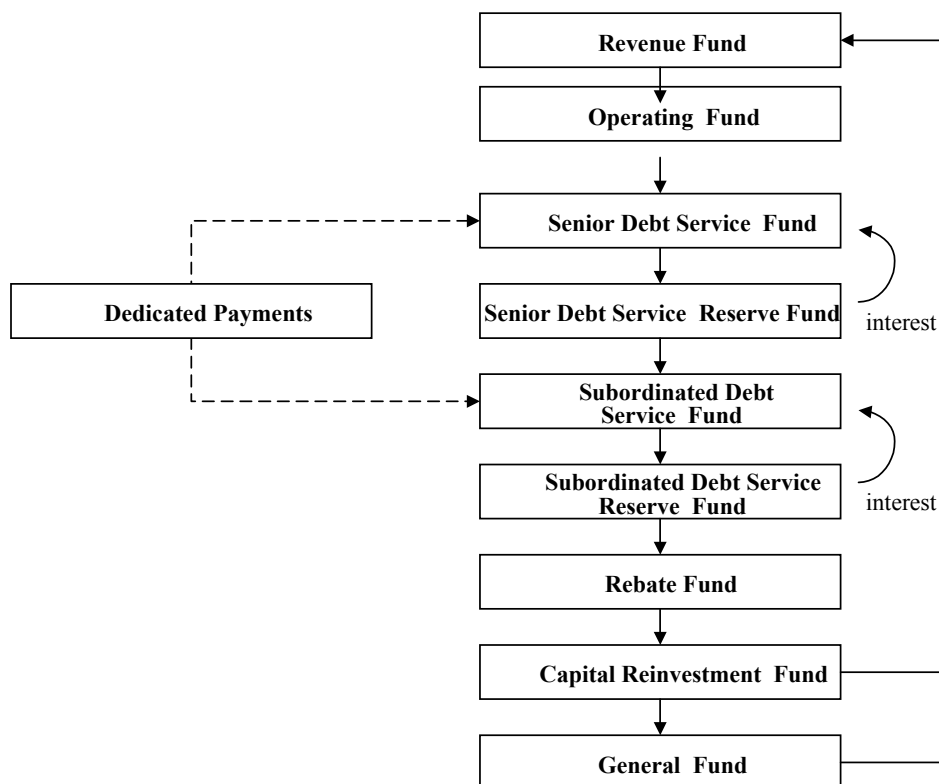 Revenue Fund
Operating Fund
Senior Debt Service Fund
Dedicated Payments
Senior Debt Service Reserve Fund
interest
Subordinated Debt
Service Fund
Subordinated Debt Service
Reserve Fund
interest
Rebate Fund
Capital Reinvestment Fund
General Fund